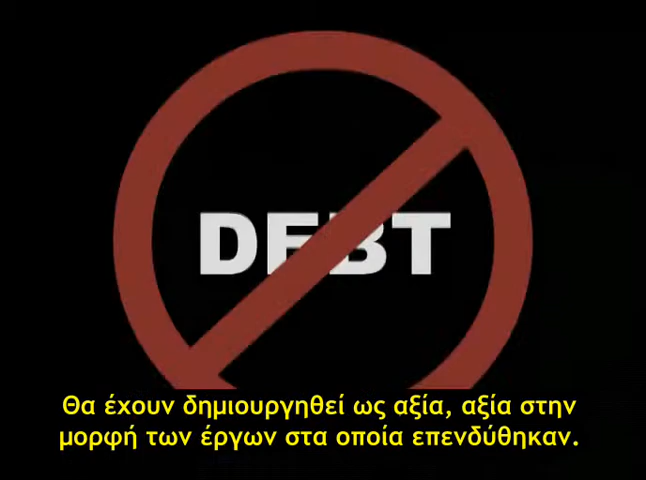 DEBT
Θα έχουν δημιουργηθεί ως αξία, αξία στην
μορφή των έργων στα οποία επενδύθηκαν.